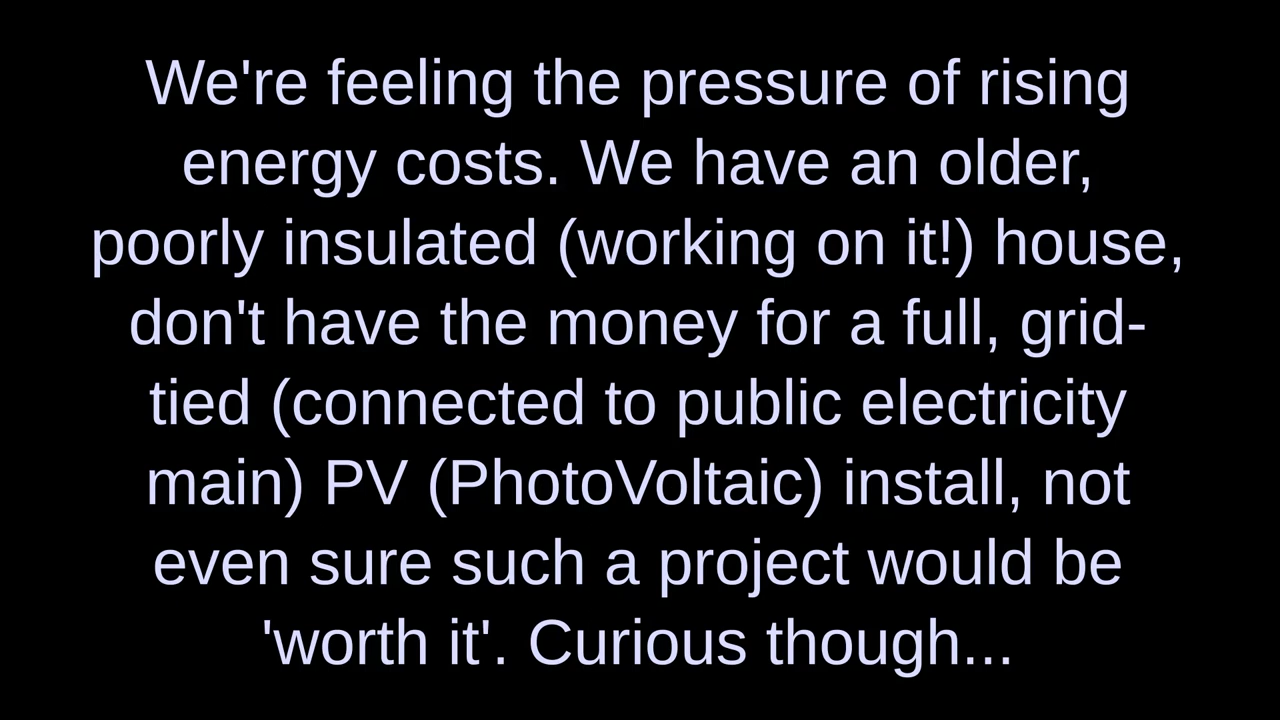 We're feeling the pressure of rising
energy costs. We have an older,
poorly insulated (working on it!) house,
don't have the money for a full, grid-
tied (connected to public electricity
main) PV (PhotoVoltaic) install, not
even sure such a project would be
'worth it'. Curious though...